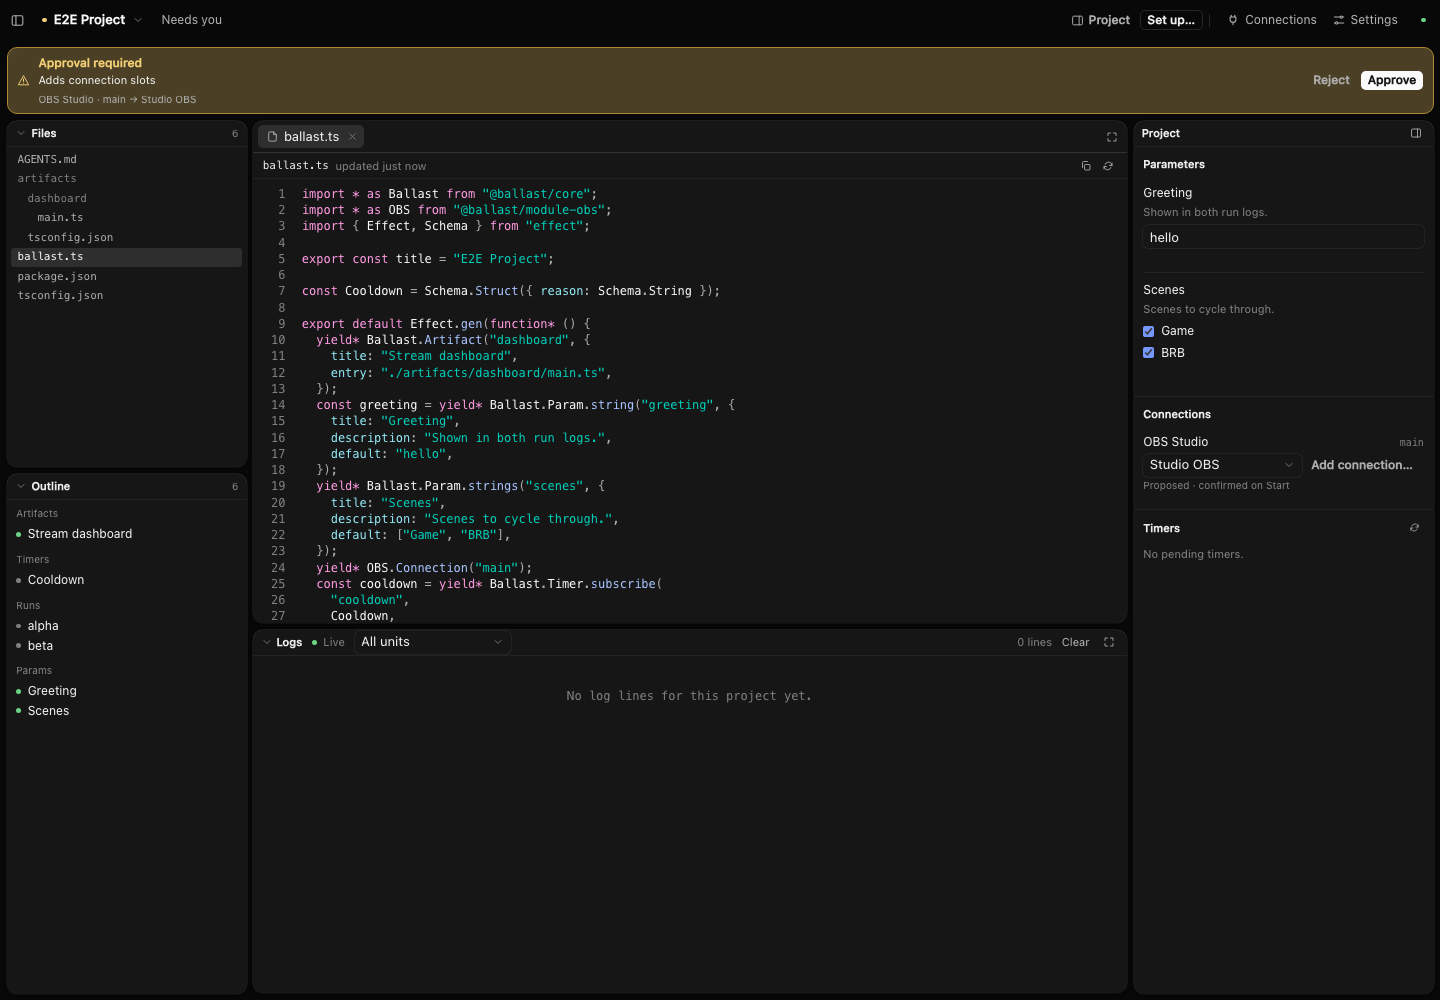 E2E Project
Needs you
Project
Set up...
Connections
Settings
Approval required
Adds connection slots
OBS Studio · main → Studio OBS
Reject
Approve
Files
6
AGENTS.md
artifacts
dashboard
main.ts
tsconfig.json
ballast.ts
package.json
tsconfig.json
Outline
6
Artifacts
Stream dashboard
Timers
Cooldown
Runs
alpha
beta
Params
Greeting
Scenes
ballast.ts
ballast.ts updated just now
1 import * as Ballast from "@ballast/core";
2 import * as OBS from "@ballast/module-obs";
3 import { Effect, Schema } from "effect";
4
5 export const title = "E2E Project";
6
7 const Cooldown = Schema.Struct({ reason: Schema.String });
8
9 export default Effect.gen(function* () {
10 yield* Ballast.Artifact("dashboard", {
11 title: "Stream dashboard",
12 entry: "./artifacts/dashboard/main.ts",
13 });
14 const greeting = yield* Ballast.Param.string("greeting", {
15 title: "Greeting",
16 description: "Shown in both run logs.",
17 default: "hello",
18 });
19 yield* Ballast.Param.strings("scenes", {
20 title: "Scenes",
21 description: "Scenes to cycle through.",
22 default: ["Game", "BRB"],
23 });
24 yield* OBS.Connection("main");
25 const cooldown = yield* Ballast.Timer.subscribe(
26 "cooldown",
27 Cooldown,
Logs
Live
All units
0 lines
Clear
No log lines for this project yet.
Project
Parameters
Greeting
Shown in both run logs.
hello
Scenes
Scenes to cycle through.
Game
BRB
Connections
OBS Studio
main
Studio OBS
Add connection...
Proposed · confirmed on Start
Timers
No pending timers.